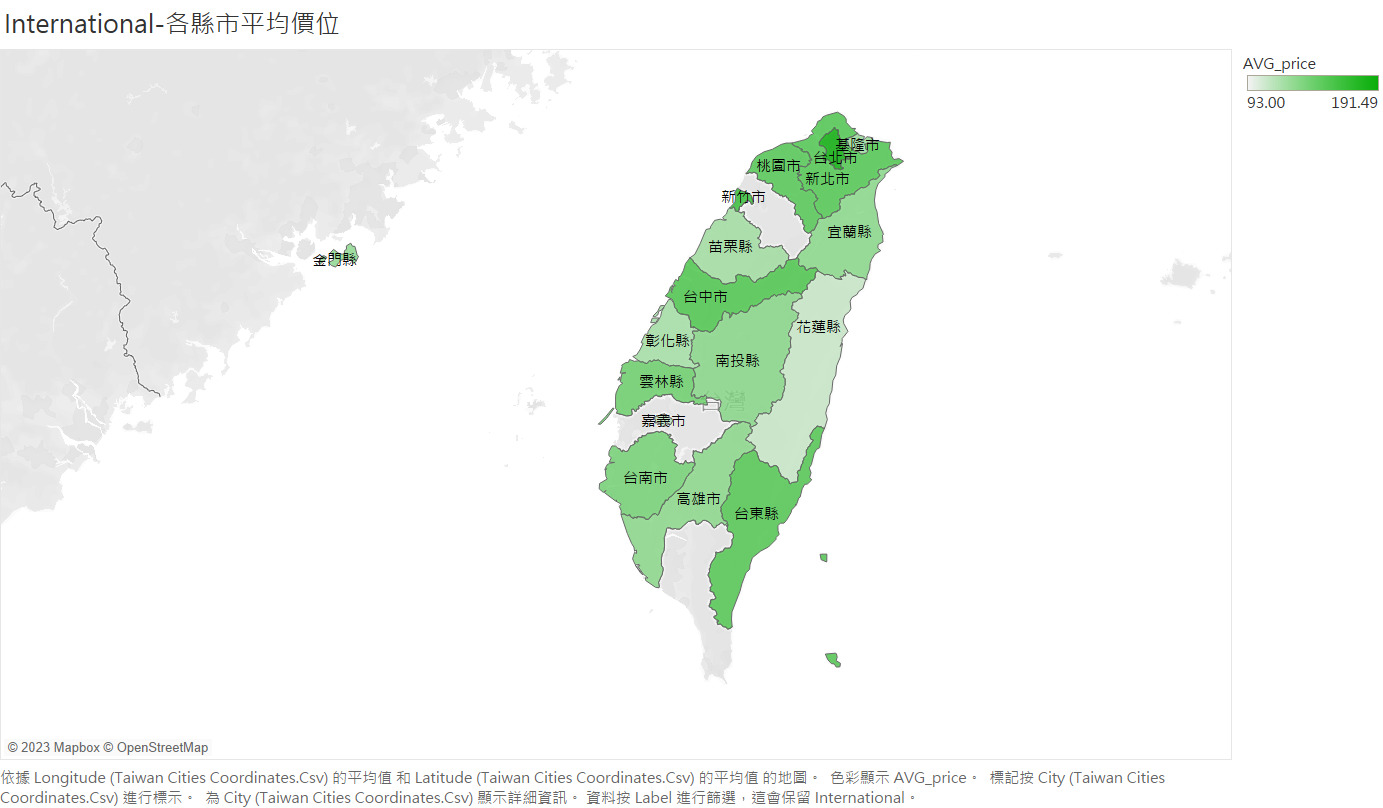 International-各縣市平均價位
AVG_price
93.00 191.49
基隆市
台北市
桃園市
新北市
新竹市
宜蘭縣
苗栗縣
金門縣
台中市
花蓮縣
彰化縣
南投縣
雲林縣
台灣
嘉義市
台南市
高雄市
台東縣
© 2023 Mapbox © OpenStreetMap
依據 Longitude (Taiwan Cities Coordinates.Csv) 的平均值 和 Latitude (Taiwan Cities Coordinates.Csv) 的平均值 的地圖。 色彩顯示 AVG_price。 標記按 City (Taiwan Cities
Coordinates.Csv) 進行標示。 為 City (Taiwan Cities Coordinates.Csv) 顯示詳細資訊。 資料按 Label 進行篩選，這會保留 International。